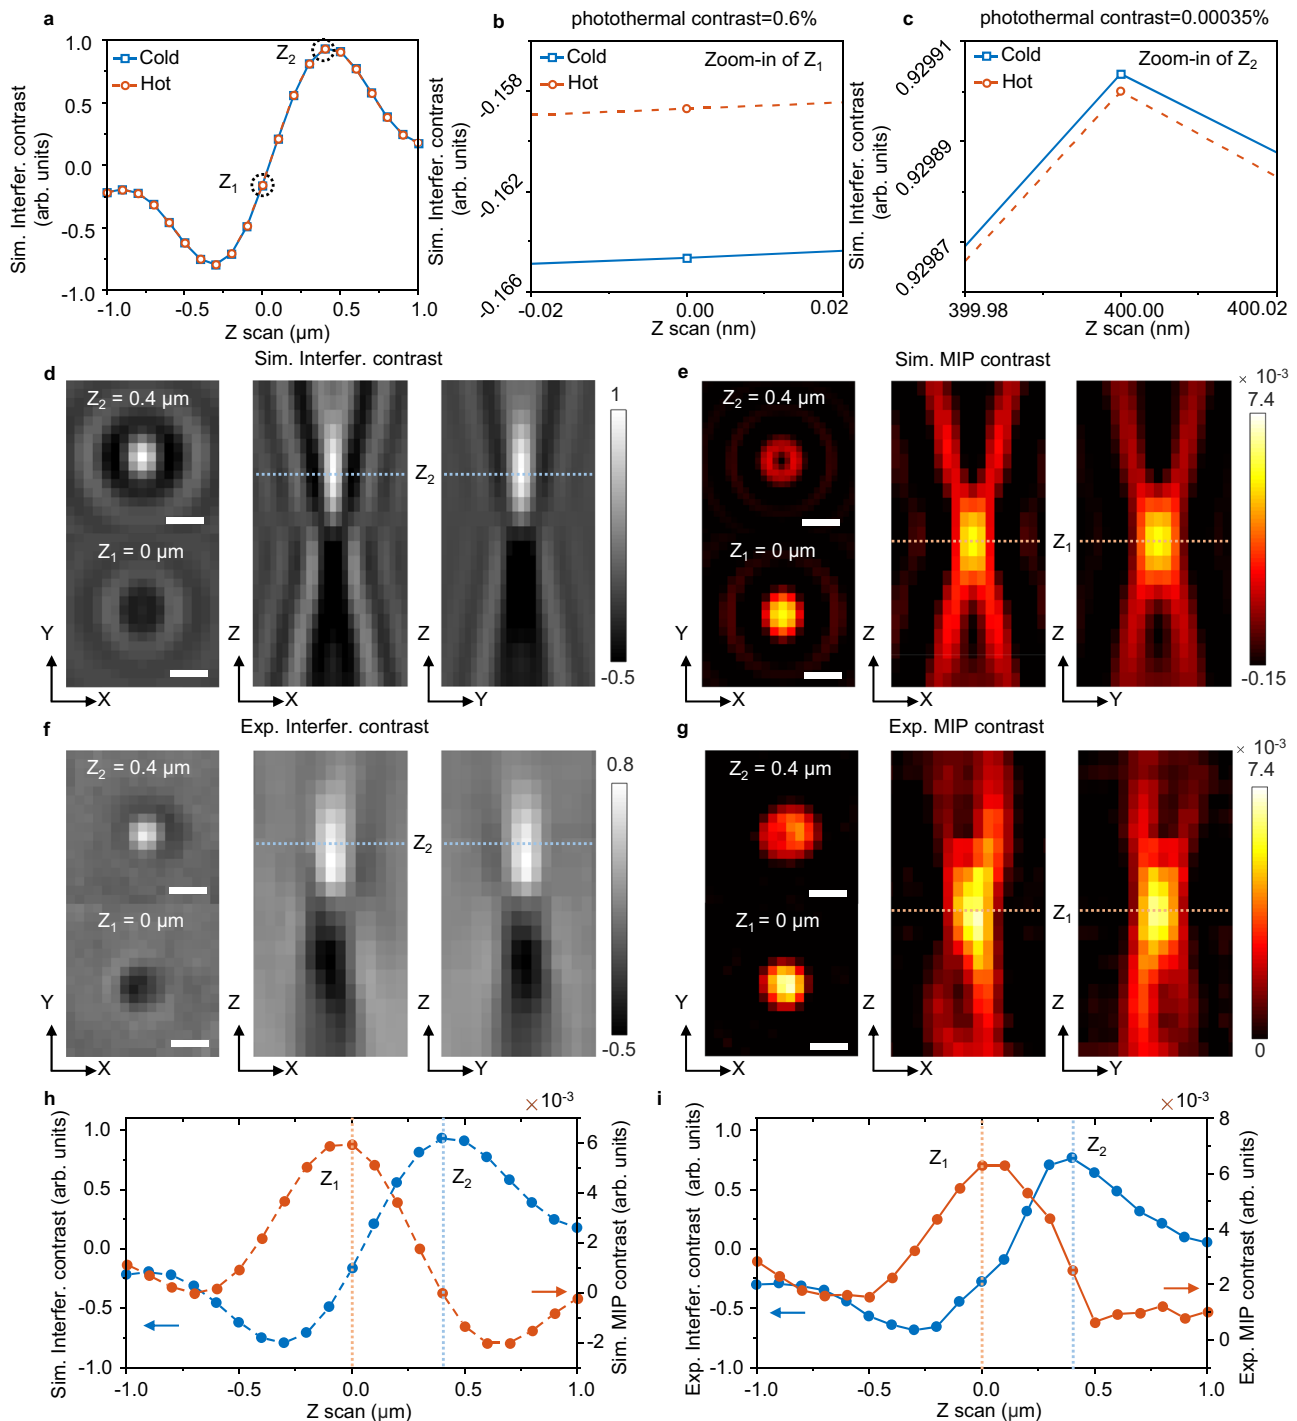 a
Cold
Hot
Z2
Z1
1.0
0.5
0.0
-0.5
-1.0
-1.0
-0.5
0.0
0.5
1.0
Z scan (µm)
Sim. Interfer. contrast
(arb. units)
b
photothermal contrast=0.6%
Cold
Hot
Zoom-in of Z1
-0.158
-0.162
-0.166
-0.02
0.00
0.02
Z scan (nm)
Sim. Interfer. contrast
(arb. units)
c
photothermal contrast=0.00035%
Cold
Hot
Zoom-in of Z2
0.92991
0.92989
0.92987
399.98
400.00
400.02
Z scan (nm)
Sim. Interfer. contrast
(arb. units)
d
Sim. Interfer. contrast
Z2 = 0.4 µm
Z1 = 0 µm
Y
X
Z
X
Z
Y
Z2
1
-0.5
e
Sim. MIP contrast
Z2 = 0.4 µm
Z1 = 0 µm
Y
X
Z
X
Z
Y
Z1
× 10-3
7.4
-0.15
f
Exp. Interfer. contrast
Z2 = 0.4 µm
Z1 = 0 µm
Y
X
Z
X
Z
Y
Z2
0.8
-0.5
g
Exp. MIP contrast
Z2 = 0.4 µm
Z1 = 0 µm
Y
X
Z
X
Z
Y
Z1
× 10-3
7.4
0
h
×10-3
Z1
Z2
1.0
0.5
0.0
-0.5
-1.0
6
4
2
0
-2
-1.0
-0.5
0.0
0.5
1.0
Z scan (µm)
Sim. Interfer. contrast (arb. units)
Sim. MIP contrast (arb. units)
i
×10-3
Z1
Z2
1.0
0.5
0.0
-0.5
-1.0
8
6
4
2
0
-1.0
-0.5
0.0
0.5
1.0
Z scan (µm)
Exp. Interfer. contrast (arb. units)
Exp. MIP contrast (arb. units)